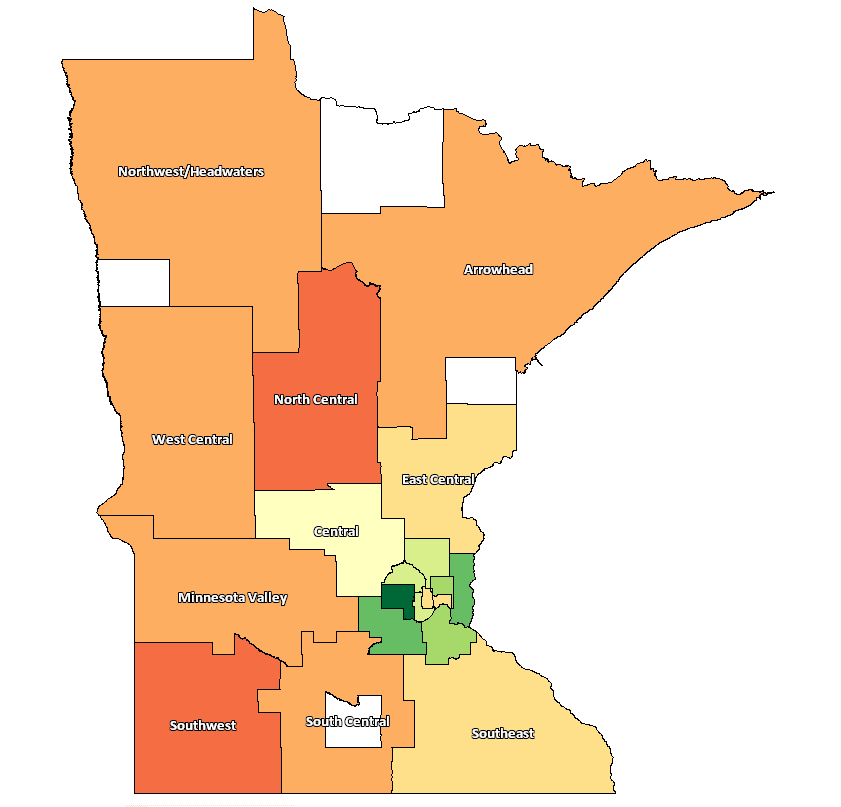 Northwest/Headwaters
Arrowhead
North Central
West Central
East Central
Central
Minnesota Valley
South Central
Southwest
Southeast